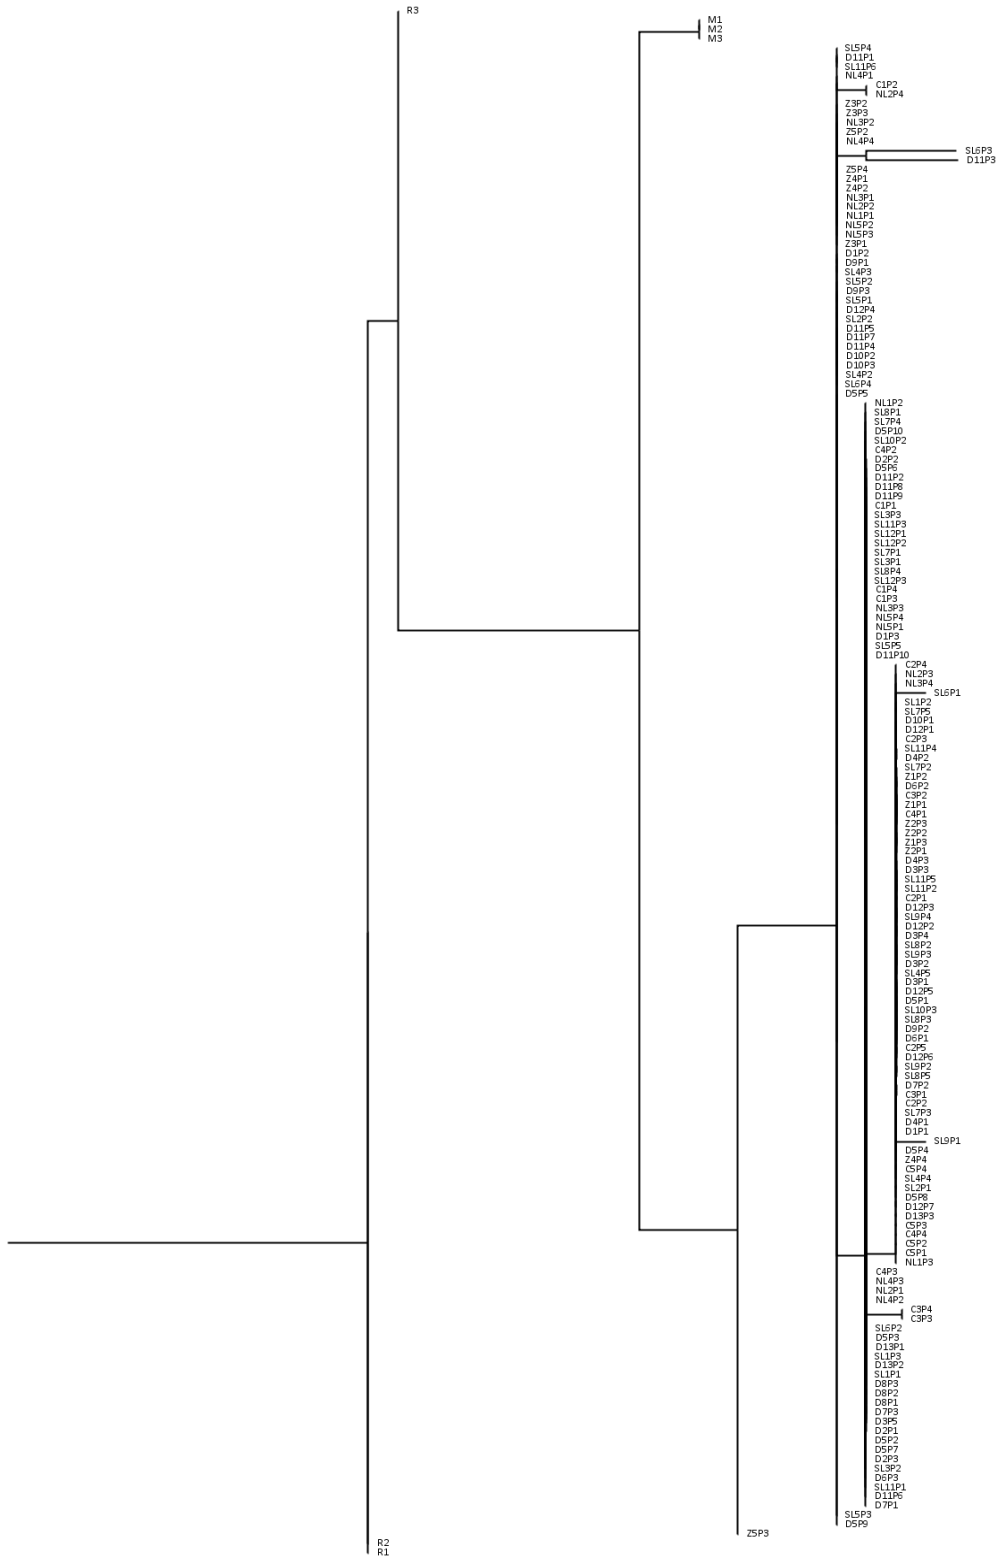 R3
M1
M2
M3
SL5P4
D11P1
SL11P6
NL4P1
C1P2
NL2P4
Z3P2
Z3P3
NL3P2
Z5P2
NL4P4
SL6P3
D11P3
Z5P4
Z4P1
Z4P2
NL3P1
NL2P2
NL1P1
NL5P2
NL5P3
Z3P1
D1P2
D9P1
SL4P3
SL5P2
D9P3
SL5P1
D12P4
SL2P2
D11P5
D11P7
D11P4
D10P2
D10P3
SL4P2
SL6P4
D5P5
NL1P2
SL8P1
SL7P4
D5P10
SL10P2
C4P2
D2P2
D5P6
D11P2
D11P8
D11P9
C1P1
SL3P3
SL11P3
SL12P1
SL12P2
SL7P1
SL3P1
SL8P4
SL12P3
C1P4
C1P3
NL3P3
NL5P4
NL5P1
D1P3
SL5P5
D11P10
C2P4
NL2P3
NL3P4
SL6P1
SL1P2
SL7P5
D10P1
D12P1
C2P3
SL11P4
D4P2
SL7P2
Z1P2
D6P2
C3P2
Z1P1
C4P1
Z2P3
Z2P2
Z1P3
Z2P1
D4P3
D3P3
SL11P5
SL11P2
C2P1
D12P3
SL9P4
D12P2
D3P4
SL8P2
SL9P3
D3P2
SL4P5
D3P1
D12P5
D5P1
SL10P3
SL8P3
D9P2
D6P1
C2P5
D12P6
SL9P2
SL8P5
D7P2
C3P1
C2P2
SL7P3
D4P1
D1P1
SL9P1
D5P4
Z4P4
C5P4
SL4P4
SL2P1
D5P8
D12P7
D13P3
C5P3
C4P4
C5P2
C5P1
NL1P3
C4P3
NL4P3
NL2P1
NL4P2
C3P4
C3P3
SL6P2
D5P3
D13P1
SL1P3
D13P2
SL1P1
D8P3
D8P2
D8P1
D7P3
D3P5
D2P1
D5P2
D5P7
D2P3
SL3P2
D6P3
SL11P1
D11P6
D7P1
SL5P3
D5P9
Z5P3
R2
R1